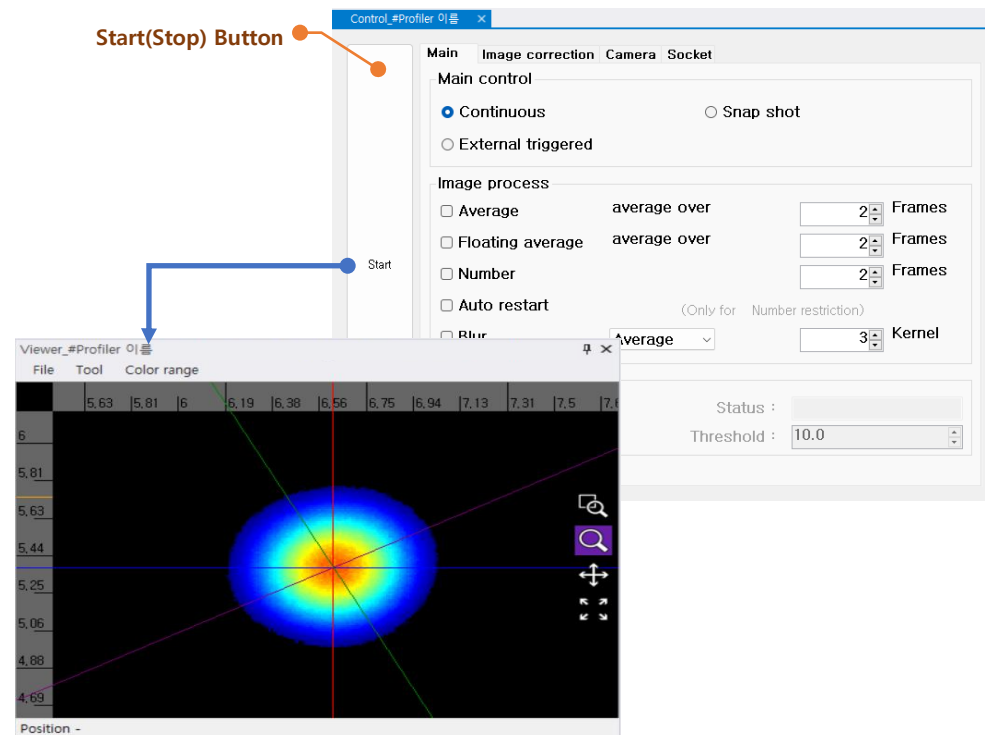 Control_#Profiler 이름 ×
Start(Stop) Button
Main Image correction Camera Socket
Main control
Continuous Snap shot
External triggered
Image process
Average average over 2 Frames
Floating average average over 2 Frames
Start
Number 2 Frames
Auto restart (Only for Number restriction)
Blur Average 3 Kernel
Viewer_#Profiler 이름
File Tool Color range
5,63 5,81 6 6,19 6,38 6,56 6,75 6,94 7,13 7,31 7,5
Status :
Threshold : 10.0
6
5,81
5,63
5,44
5,25
5,06
4,88
4,69
Position -